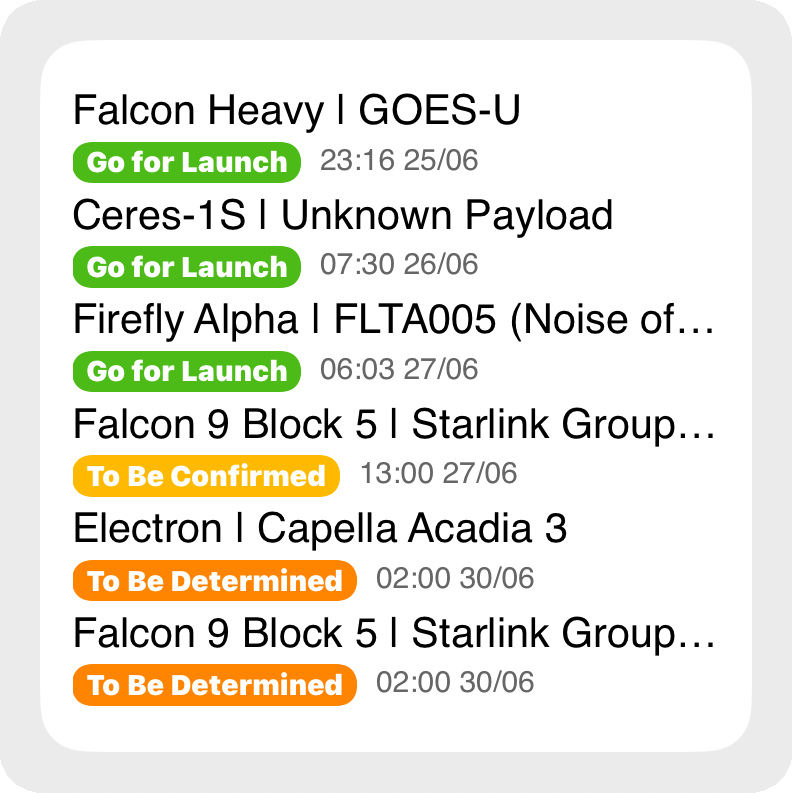 Falcon Heavy | GOES-U
Go for Launch 23:16 25/06
Ceres-1S | Unknown Payload
Go for Launch 07:30 26/06
Firefly Alpha | FLTA005 (Noise of…
Go for Launch 06:03 27/06
Falcon 9 Block 5 | Starlink Group…
To Be Confirmed 13:00 27/06
Electron | Capella Acadia 3
To Be Determined 02:00 30/06
Falcon 9 Block 5 | Starlink Group…
To Be Determined 02:00 30/06